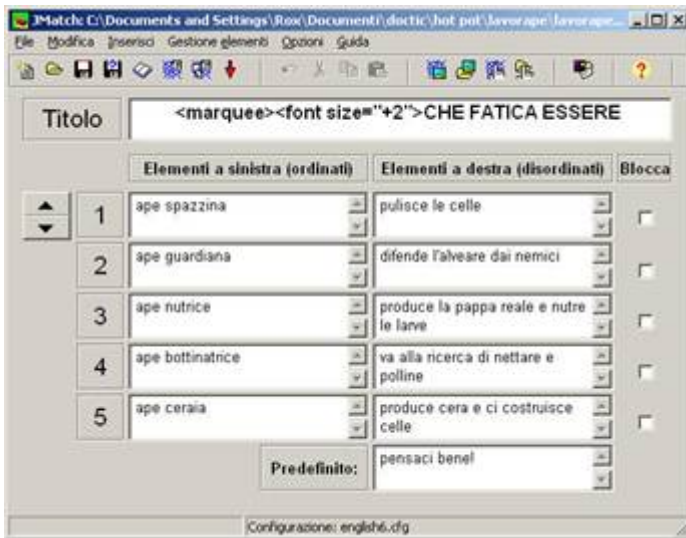 JMatch: C:\Documents and Settings\Rox\Documenti\doctic\hot pot\lavorape\lavorape...
File Modifica Inserisci Gestione elementi Opzioni Guida
Titolo
<marquee><font size="+2">CHE FATICA ESSERE
Elementi a sinistra (ordinati) Elementi a destra (disordinati) Blocca
1 ape spazzina pulisce le celle
2 ape guardiana difende l'alveare dai nemici
3 ape nutrice produce la pappa reale e nutre
le larve
4 ape bottinatrice va alla ricerca di nettare e
polline
5 ape ceraia produce cera e ci costruisce
celle
Predefinito: pensaci bene!
Configurazione: english6.cfg